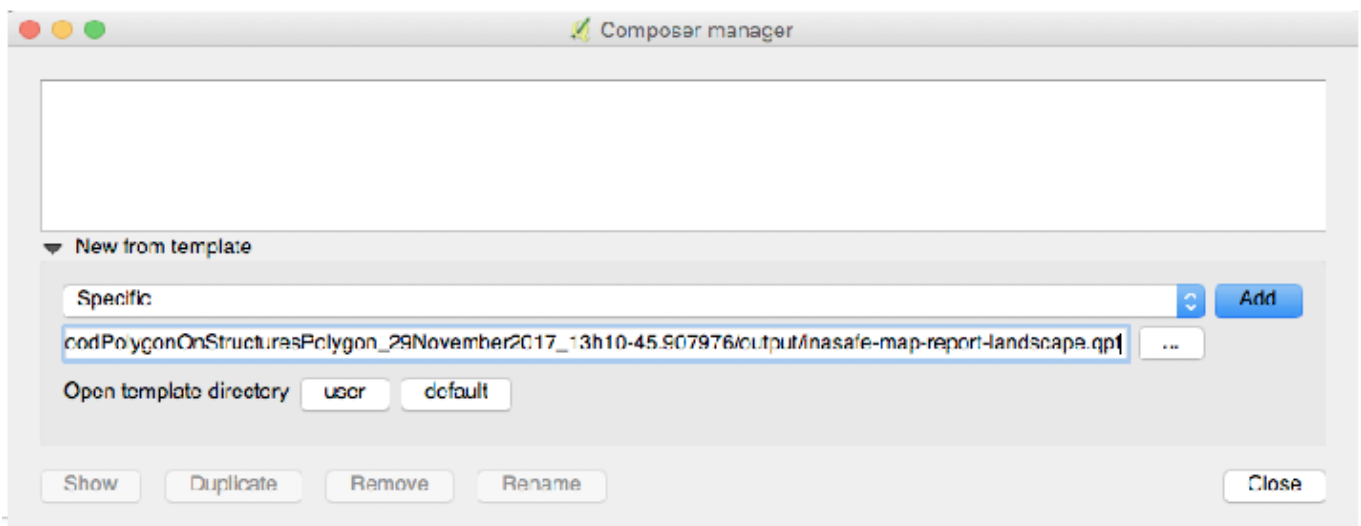 Composer manager
New from template
Specific
Add
oodPolygonOnStructuresPolygon_29November2017_13h10-45.907976/output/inasafe-map-report-landscape.qpt
...
Open template directory user default
Show Duplicate Remove Rename Close